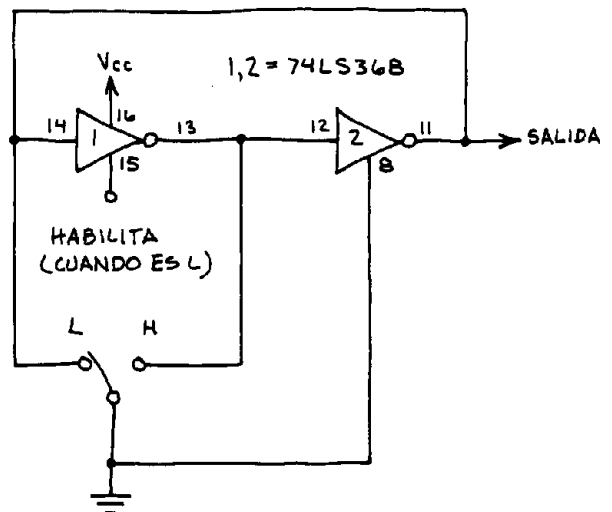 Vcc
1,2 = 74LS368
16
14
1
13
15
12
2
11
8
SALIDA
HABILITA
(CUANDO ES L)
L
H